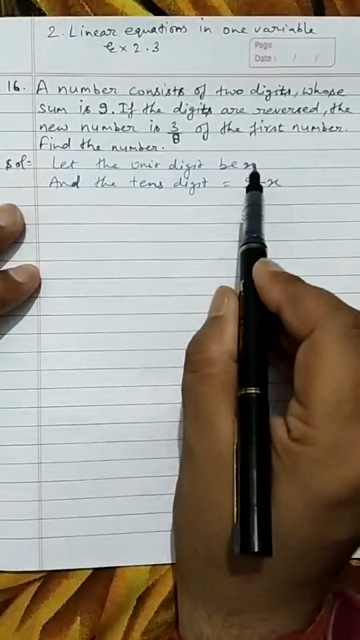 2. Linear equations in one variable
Ex 2.3
Page
Date: / /
16. A number consists of two digits, whose
sum is 9. If the digits are reversed, the
new number is 3/8 of the first number.
Find the number.
Sol= Let the unit digit be x
And the tens digit = 9-x